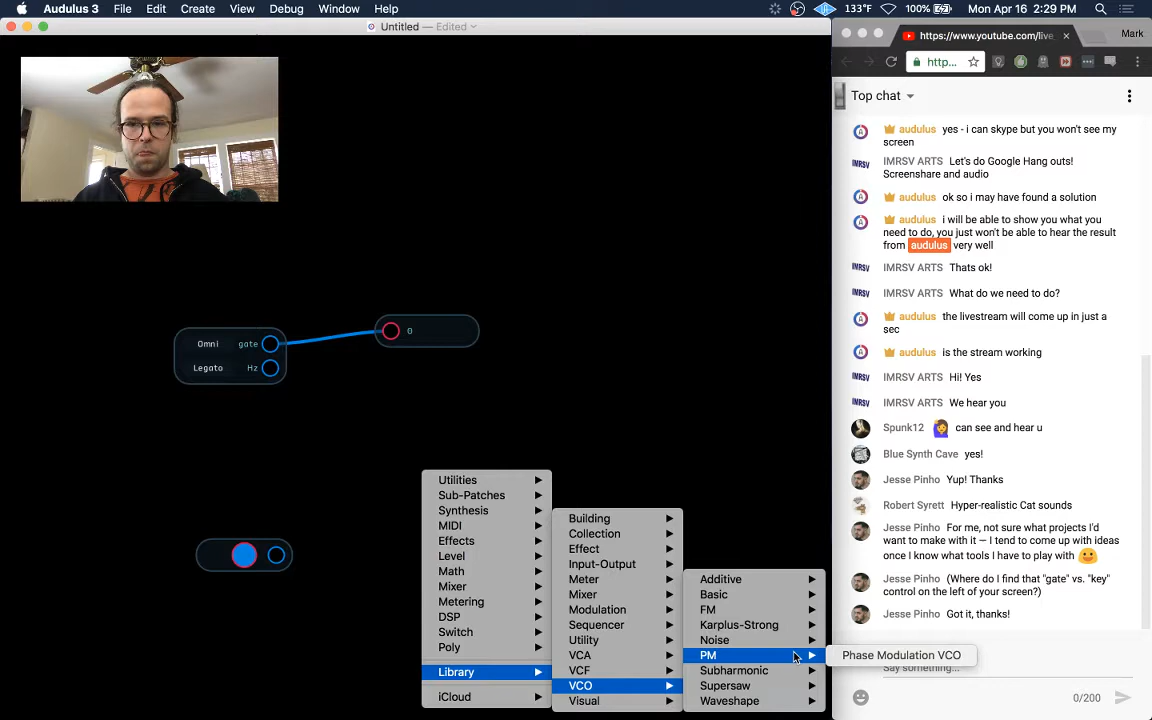 Audulus 3 File Edit Create View Debug Window Help 133°F 100% Mon Apr 16 2:29 PM
Untitled — Edited
https://www.youtube.com/live_ Mark
http...
Top chat
audulus yes - i can skype but you won't see my
screen
IMRSV ARTS Let's do Google Hang outs!
Screenshare and audio
audulus ok so i may have found a solution
audulus i will be able to show you what you
need to do, you just won't be able to hear the result
from audulus very well
IMRSV ARTS Thats ok!
IMRSV ARTS What do we need to do?
audulus the livestream will come up in just a
sec
audulus is the stream working
IMRSV ARTS Hi! Yes
IMRSV ARTS We hear you
Spunk12 can see and hear u
Blue Synth Cave yes!
Jesse Pinho Yup! Thanks
Robert Syrett Hyper-realistic Cat sounds
Jesse Pinho For me, not sure what projects I'd
want to make with it — I tend to come up with ideas
once I know what tools I have to play with
Jesse Pinho (Where do I find that "gate" vs. "key"
control on the left of your screen?)
Jesse Pinho Got it, thanks!
Say something...
0/200
IMRSV
IMRSV
IMRSV
IMRSV
IMRSV
Omni gate
Legato Hz
0
Utilities
Sub-Patches
Synthesis
MIDI
Effects
Level
Math
Mixer
Metering
DSP
Switch
Poly
Library
iCloud
Building
Collection
Effect
Input-Output
Meter
Mixer
Modulation
Sequencer
Utility
VCA
VCF
VCO
Visual
Additive
Basic
FM
Karplus-Strong
Noise
PM
Subharmonic
Supersaw
Waveshape
Phase Modulation VCO